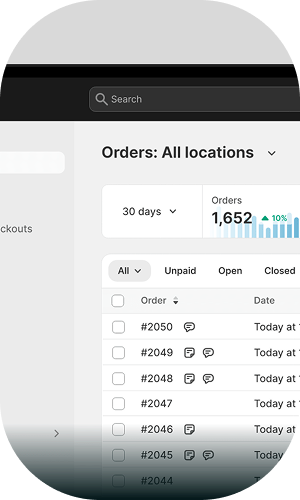 Search
Orders: All locations
30 days
Orders
1,652 10%
ckouts
All Unpaid Open Closed
Order Date
#2050 Today at
#2049 Today at
#2048 Today at
#2047 Today at
#2046 Today at
#2045 Today at
#2044 Today